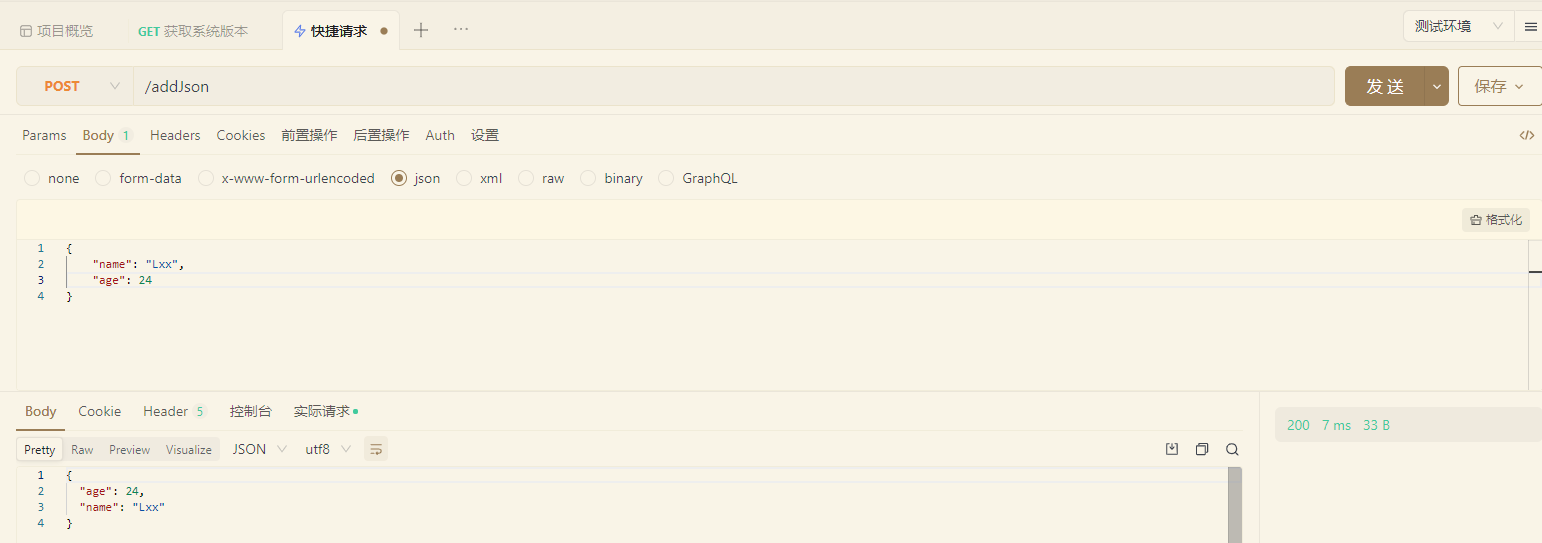 项目概览 GET 获取系统版本 快捷请求 测试环境
POST /addJson 发 送 保存
Params Body 1 Headers Cookies 前置操作 后置操作 Auth 设置
none form-data x-www-form-urlencoded json xml raw binary GraphQL
格式化
1 {
2 "name": "Lxx",
3 "age": 24
4 }
Body Cookie Header 5 控制台 实际请求
200 7 ms 33 B
Pretty Raw Preview Visualize JSON utf8
1 {
2 "age": 24,
3 "name": "Lxx"
4 }